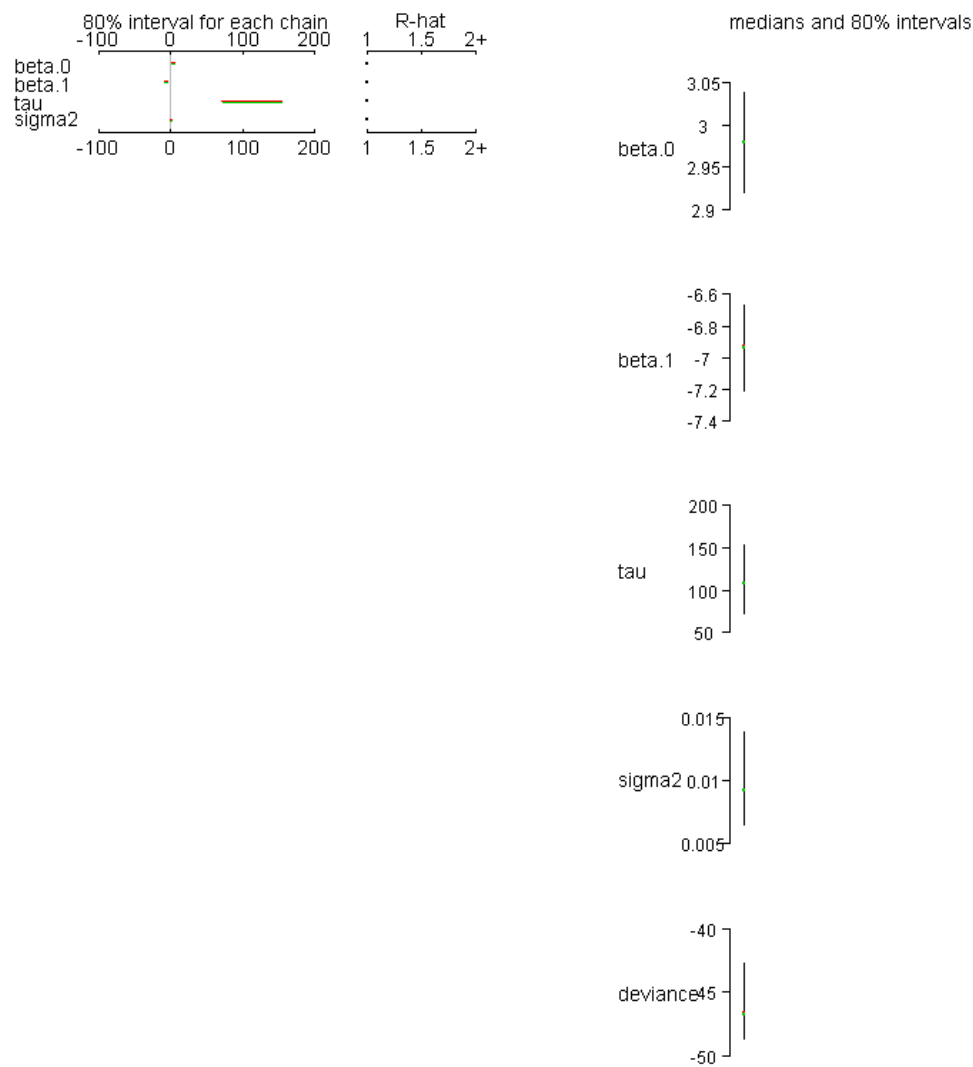 80% interval for each chain R-hat
-100 0 100 200 1 1.5 2+
beta.0
beta.1
tau
sigma2
-100 0 100 200 1 1.5 2+
medians and 80% intervals
3.05
3
beta.0
2.95
2.9
-6.6
-6.8
beta.1 -7
-7.2
-7.4
200
150
tau
100
50
0.015
sigma2 0.01
0.005
-40
deviance -45
-50